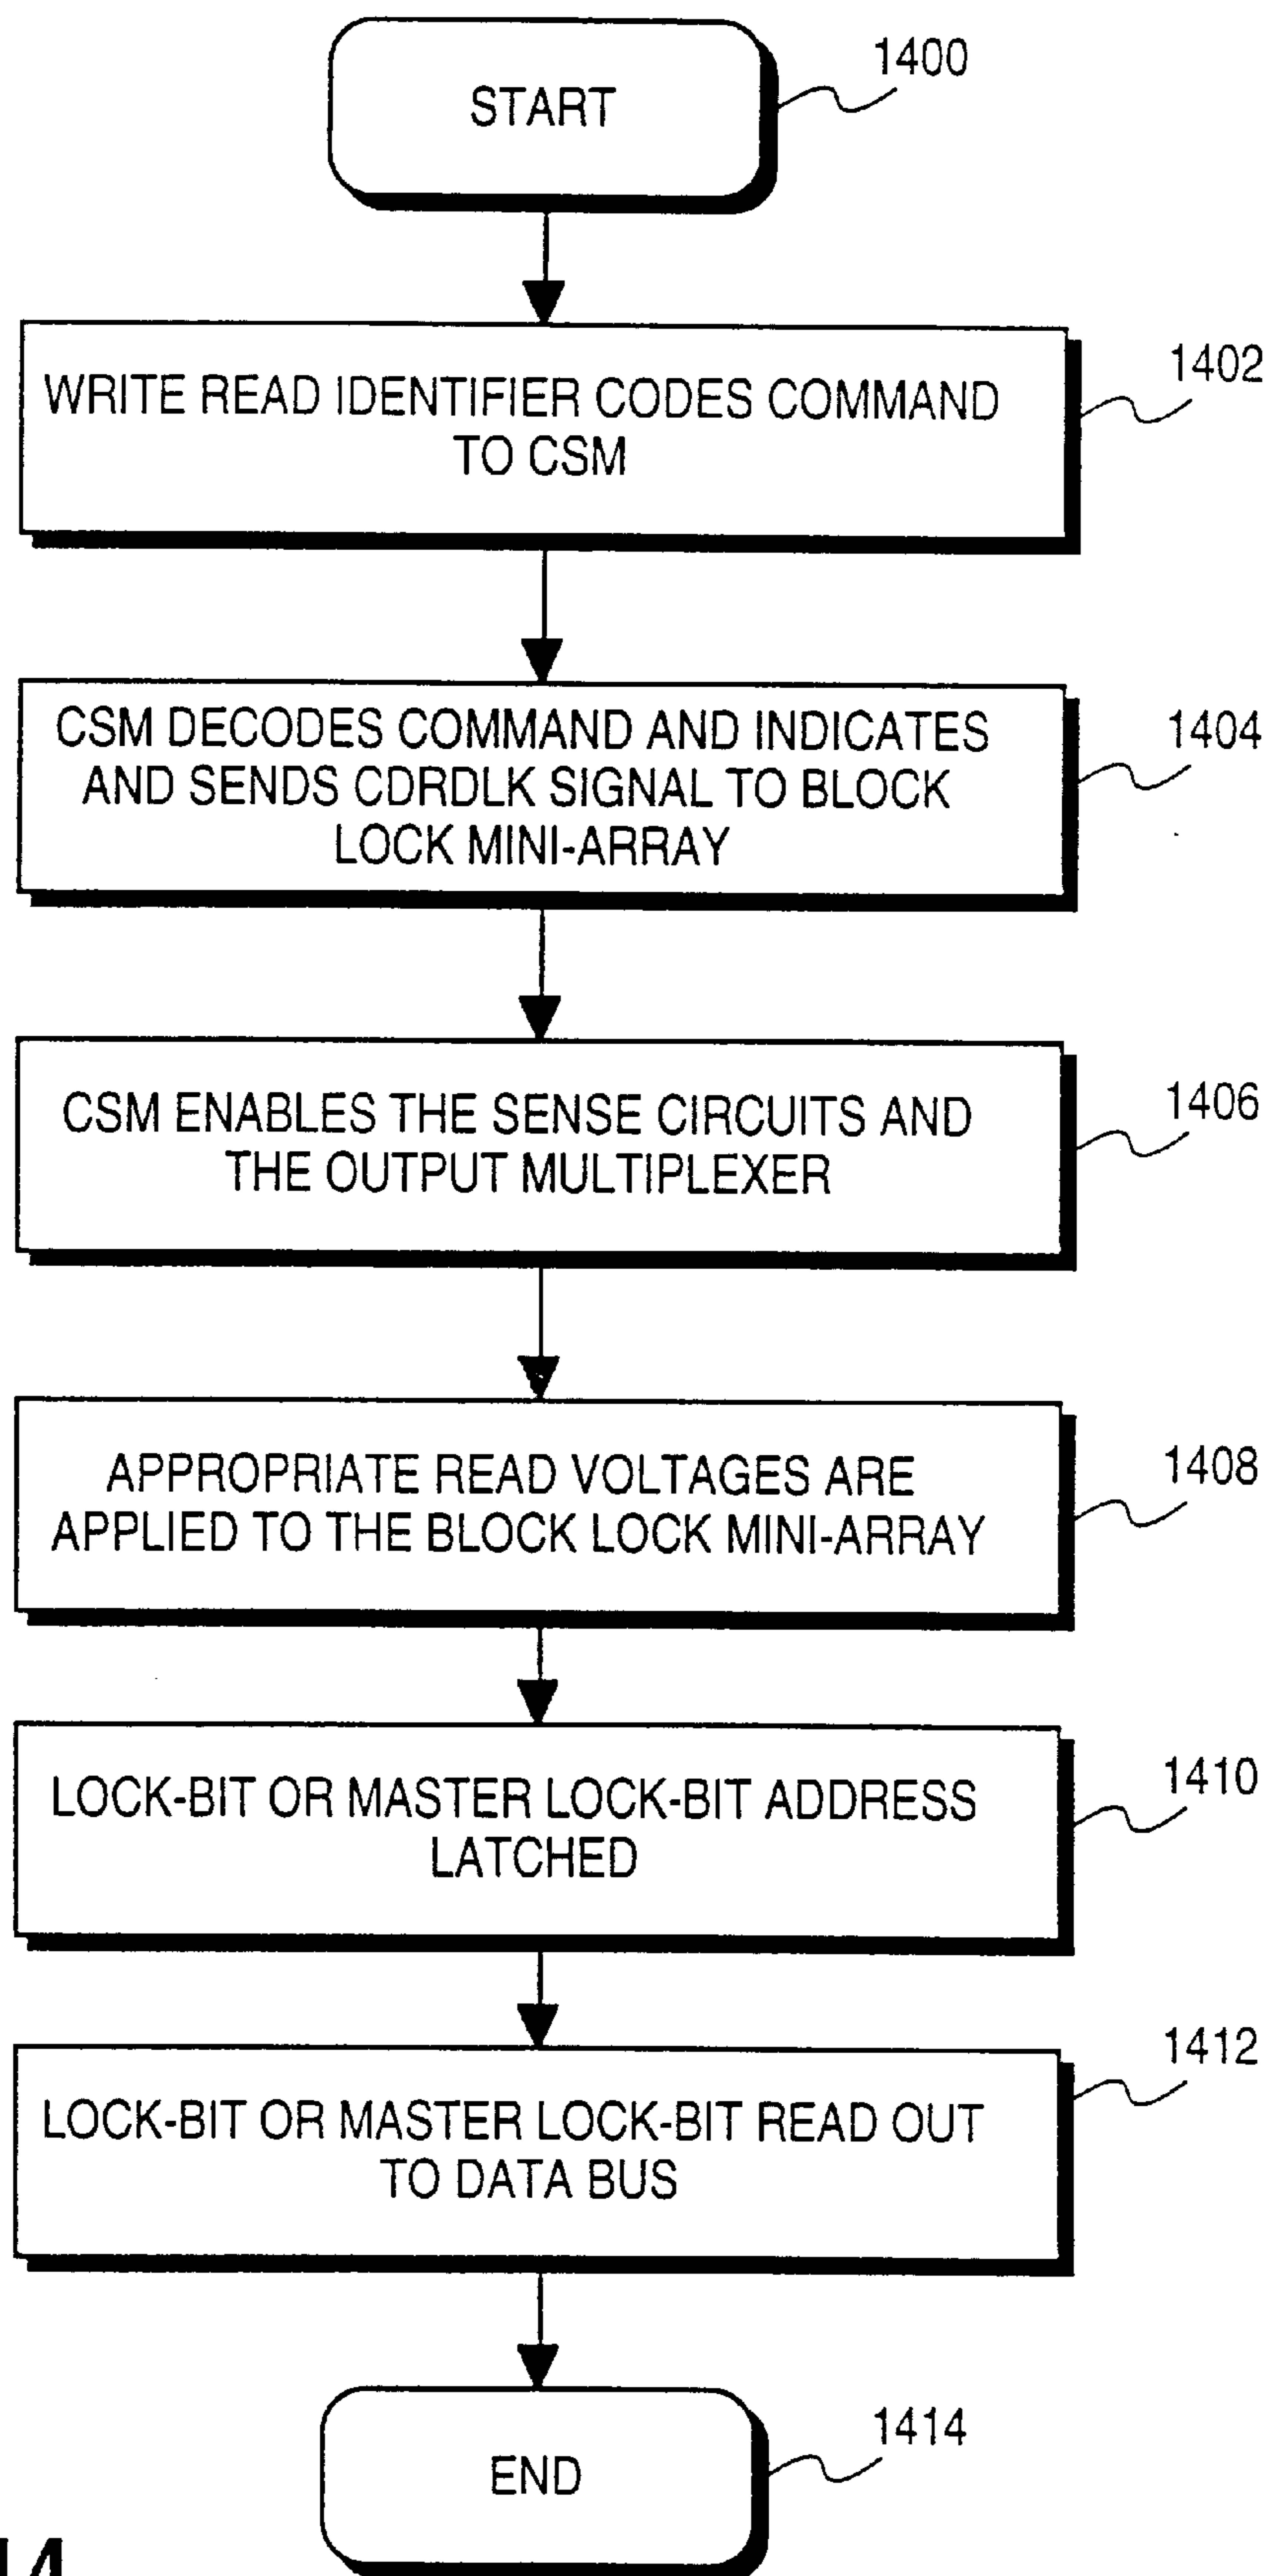 START
1400
WRITE READ IDENTIFIER CODES COMMAND
TO CSM
1402
CSM DECODES COMMAND AND INDICATES
AND SENDS CDRDLK SIGNAL TO BLOCK
LOCK MINI-ARRAY
1404
CSM ENABLES THE SENSE CIRCUITS AND
THE OUTPUT MULTIPLEXER
1406
APPROPRIATE READ VOLTAGES ARE
APPLIED TO THE BLOCK LOCK MINI-ARRAY
1408
LOCK-BIT OR MASTER LOCK-BIT ADDRESS
LATCHED
1410
LOCK-BIT OR MASTER LOCK-BIT READ OUT
TO DATA BUS
1412
END
1414